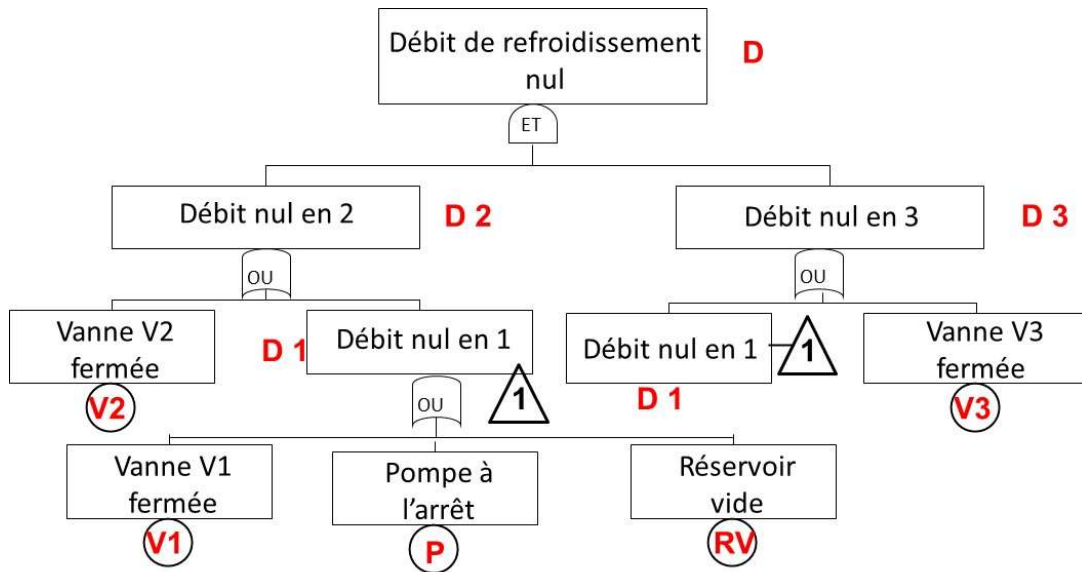 Débit de refroidissement
nul
D
ET
Débit nul en 2
D 2
Débit nul en 3
D 3
OU
OU
Vanne V2
fermée
V2
D 1
Débit nul en 1
1
Débit nul en 1
1
D 1
Vanne V3
fermée
V3
OU
Vanne V1
fermée
V1
Pompe à
l’arrêt
P
Réservoir
vide
RV